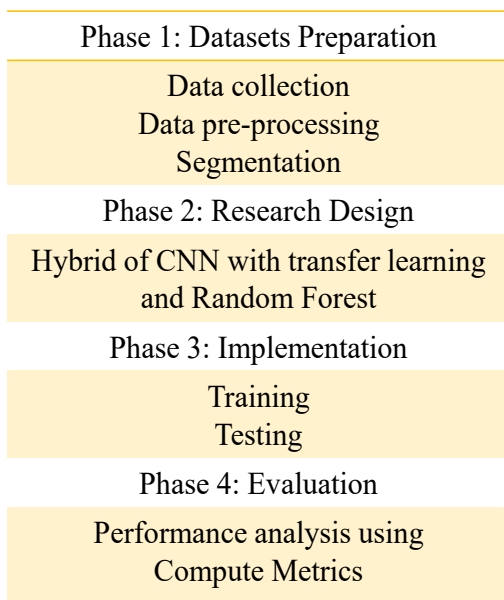 Phase 1: Datasets Preparation
Data collection
Data pre-processing
Segmentation
Phase 2: Research Design
Hybrid of CNN with transfer learning
and Random Forest
Phase 3: Implementation
Training
Testing
Phase 4: Evaluation
Performance analysis using
Compute Metrics